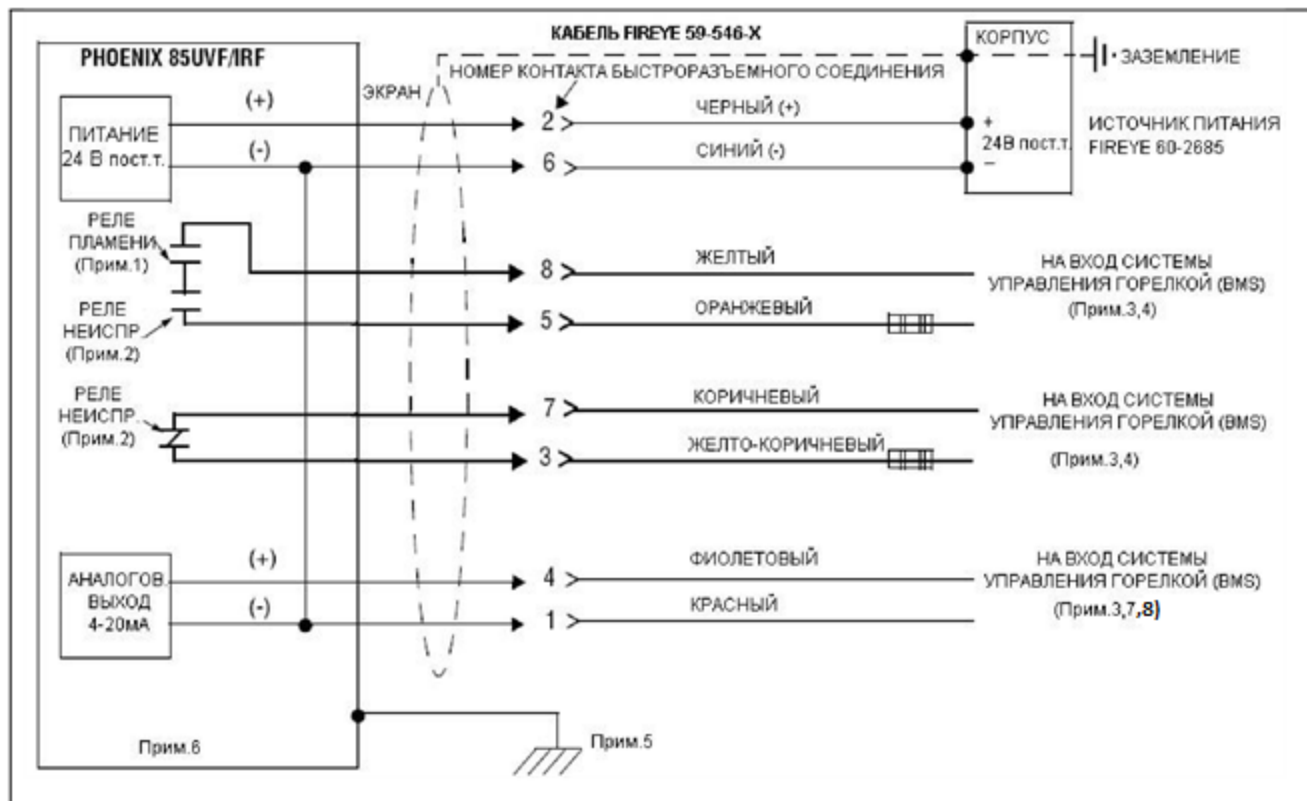 КАБЕЛЬ FIREYE 59-546-X
КОРПУС
PHOENIX 85UVF/IRF
НОМЕР КОНТАКТА БЫСТРОРАЗЪЕМНОГО СОЕДИНЕНИЯ
ЗАЗЕМЛЕНИЕ
ЭКРАН
ПИТАНИЕ
24 В пост.т.
(+)
(-)
2
ЧЕРНЫЙ (+)
6
СИНИЙ (-)
+
24В пост.т.
–
ИСТОЧНИК ПИТАНИЯ
FIREYE 60-2685
РЕЛЕ
ПЛАМЕНИ
(Прим.1)
РЕЛЕ
НЕИСПР.
(Прим.2)
8
ЖЕЛТЫЙ
5
ОРАНЖЕВЫЙ
НА ВХОД СИСТЕМЫ
УПРАВЛЕНИЯ ГОРЕЛКОЙ (BMS)
(Прим.3,4)
РЕЛЕ
НЕИСПР.
(Прим.2)
7
КОРИЧНЕВЫЙ
3
ЖЕЛТО-КОРИЧНЕВЫЙ
НА ВХОД СИСТЕМЫ
УПРАВЛЕНИЯ ГОРЕЛКОЙ (BMS)
(Прим.3,4)
АНАЛОГОВ.
ВЫХОД
4-20мА
(+)
(-)
4
ФИОЛЕТОВЫЙ
1
КРАСНЫЙ
НА ВХОД СИСТЕМЫ
УПРАВЛЕНИЯ ГОРЕЛКОЙ (BMS)
(Прим.3,7,8)
Прим.6
Прим.5